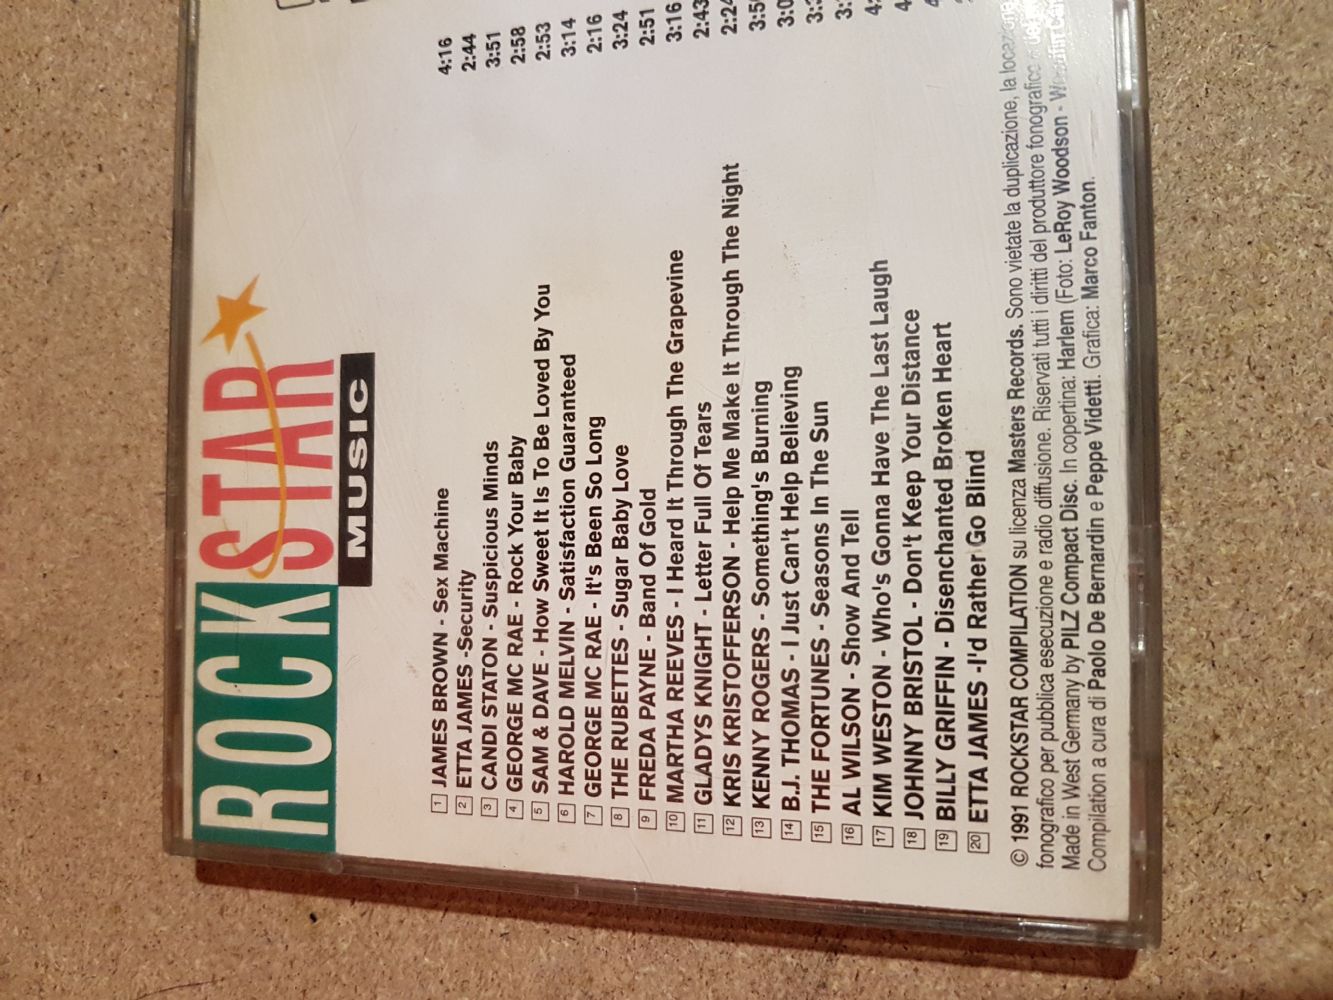 ROCK STAR
MUSIC
1 JAMES BROWN - Sex Machine 4:16
2 ETTA JAMES -Security 2:44
3 CANDI STATON - Suspicious Minds 3:51
4 GEORGE MC RAE - Rock Your Baby 2:58
5 SAM & DAVE - How Sweet It Is To Be Loved By You 2:53
6 HAROLD MELVIN - Satisfaction Guaranteed 3:14
7 GEORGE MC RAE - It's Been So Long 2:16
8 THE RUBETTES - Sugar Baby Love 3:24
9 FREDA PAYNE - Band Of Gold 2:51
10 MARTHA REEVES - I Heard It Through The Grapevine 3:16
11 GLADYS KNIGHT - Letter Full Of Tears 2:43
12 KRIS KRISTOFFERSON - Help Me Make It Through The Night 2:24
13 KENNY ROGERS - Something's Burning
14 B.J. THOMAS - I Just Can't Help Believing
15 THE FORTUNES - Seasons In The Sun
16 AL WILSON - Show And Tell
17 KIM WESTON - Who's Gonna Have The Last Laugh
18 JOHNNY BRISTOL - Don't Keep Your Distance
19 BILLY GRIFFIN - Disenchanted Broken Heart
20 ETTA JAMES -I'd Rather Go Blind
© 1991 ROCKSTAR COMPILATION su licenza Masters Records. Sono vietate la duplicazione, la locazione
fonografico per pubblica esecuzione e radio diffusione. Riservati tutti i diritti del produttore fonografico
Made in West Germany by PILZ Compact Disc. In copertina: Harlem (Foto: LeRoy Woodson -
Compilation a cura di Paolo De Bernardin e Peppe Videtti. Grafica: Marco Fanton.